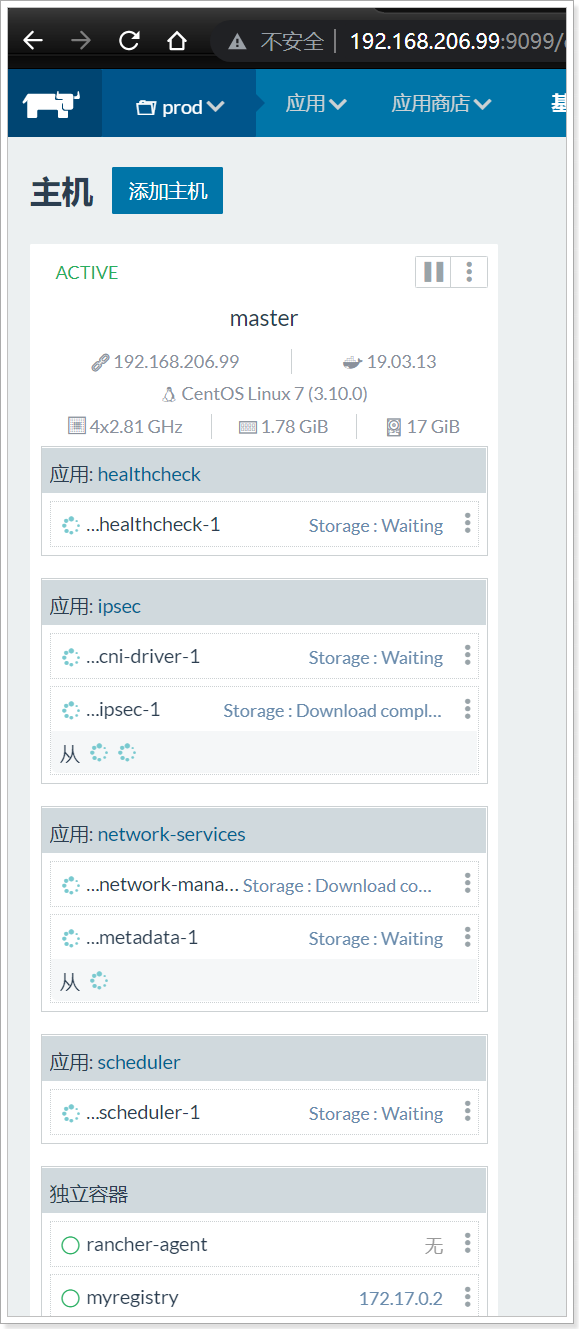 不安全 | 192.168.206.99:9099/
prod 应用 应用商店
主机 添加主机
ACTIVE
master
192.168.206.99 19.03.13
CentOS Linux 7 (3.10.0)
4x2.81 GHz 1.78 GiB 17 GiB
应用: healthcheck
...healthcheck-1 Storage : Waiting
应用: ipsec
...cni-driver-1 Storage : Waiting
...ipsec-1 Storage : Download compl...
从
应用: network-services
...network-mana... Storage : Download co...
...metadata-1 Storage : Waiting
从
应用: scheduler
...scheduler-1 Storage : Waiting
独立容器
rancher-agent 无
myregistry 172.17.0.2